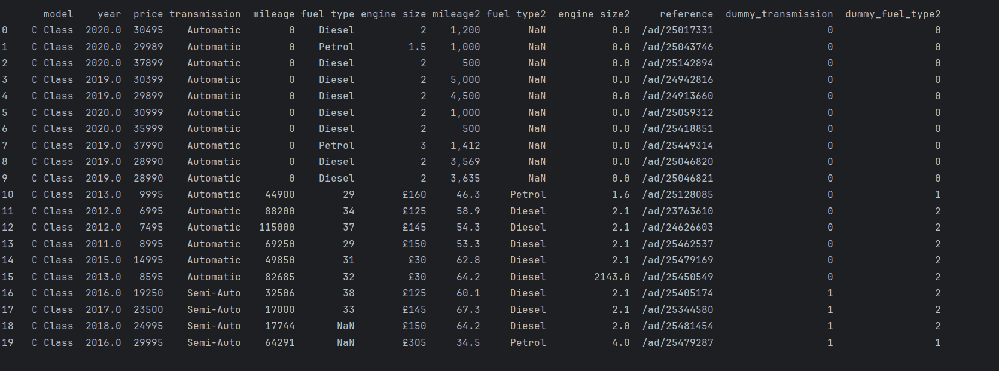 model year price transmission mileage fuel type engine size mileage2 fuel type2 engine size2 reference dummy_transmission dummy_fuel_type2
0 C Class 2020.0 30495 Automatic 0 Diesel 2 1,200 NaN 0.0 /ad/25017331 0 0
1 C Class 2020.0 29989 Automatic 0 Petrol 1.5 1,000 NaN 0.0 /ad/25043746 0 0
2 C Class 2020.0 37899 Automatic 0 Diesel 2 500 NaN 0.0 /ad/25142894 0 0
3 C Class 2019.0 30399 Automatic 0 Diesel 2 5,000 NaN 0.0 /ad/24942816 0 0
4 C Class 2019.0 29899 Automatic 0 Diesel 2 4,500 NaN 0.0 /ad/24913660 0 0
5 C Class 2020.0 30999 Automatic 0 Diesel 2 1,000 NaN 0.0 /ad/25059312 0 0
6 C Class 2020.0 35999 Automatic 0 Diesel 2 500 NaN 0.0 /ad/25418851 0 0
7 C Class 2019.0 37990 Automatic 0 Petrol 3 1,412 NaN 0.0 /ad/25449314 0 0
8 C Class 2019.0 28990 Automatic 0 Diesel 2 3,569 NaN 0.0 /ad/25046820 0 0
9 C Class 2019.0 28990 Automatic 0 Diesel 2 3,635 NaN 0.0 /ad/25046821 0 0
10 C Class 2013.0 9995 Automatic 44900 29 £160 46.3 Petrol 1.6 /ad/25128085 0 1
11 C Class 2012.0 6995 Automatic 88200 34 £125 58.9 Diesel 2.1 /ad/23763610 0 2
12 C Class 2012.0 7495 Automatic 115000 37 £145 54.3 Diesel 2.1 /ad/24626603 0 2
13 C Class 2011.0 8995 Automatic 69250 29 £150 53.3 Diesel 2.1 /ad/25462537 0 2
14 C Class 2015.0 14995 Automatic 49850 31 £30 62.8 Diesel 2.1 /ad/25479169 0 2
15 C Class 2013.0 8595 Automatic 82685 32 £30 64.2 Diesel 2143.0 /ad/25450549 0 2
16 C Class 2016.0 19250 Semi-Auto 32506 38 £125 60.1 Diesel 2.1 /ad/25405174 1 2
17 C Class 2017.0 23500 Semi-Auto 17000 33 £145 67.3 Diesel 2.1 /ad/25344580 1 2
18 C Class 2018.0 24995 Semi-Auto 17744 NaN £150 64.2 Diesel 2.0 /ad/25481454 1 2
19 C Class 2016.0 29995 Semi-Auto 64291 NaN £305 34.5 Petrol 4.0 /ad/25479287 1 1